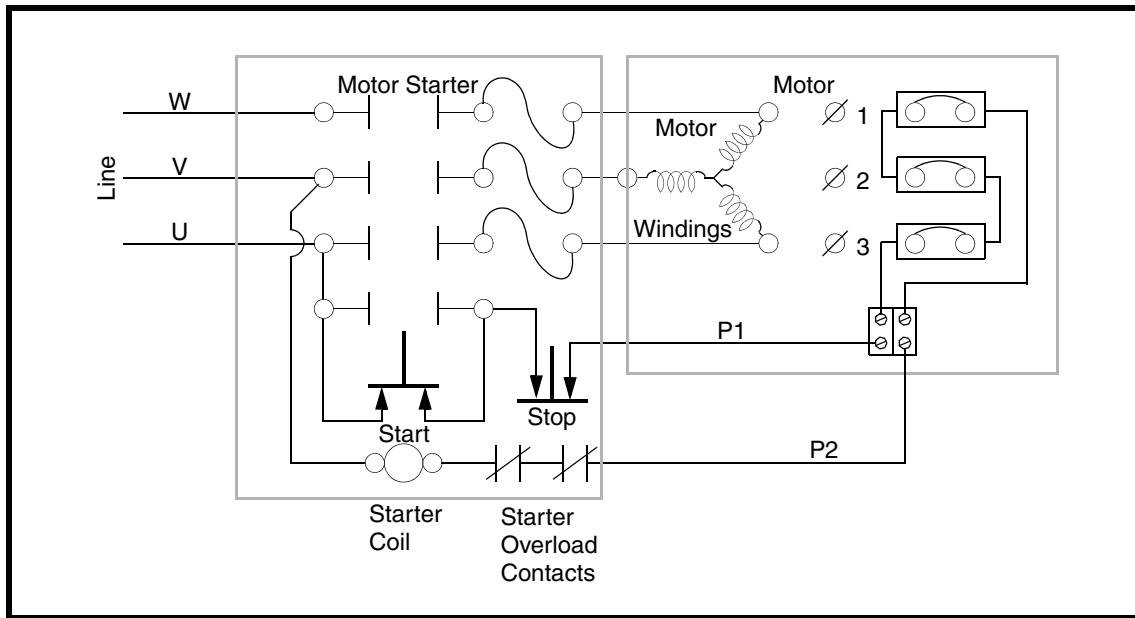 Motor Starter
Motor
W
1
Motor
Line
V
2
U
Windings
3
P1
Stop
Start
P2
Starter
Coil
Starter
Overload
Contacts